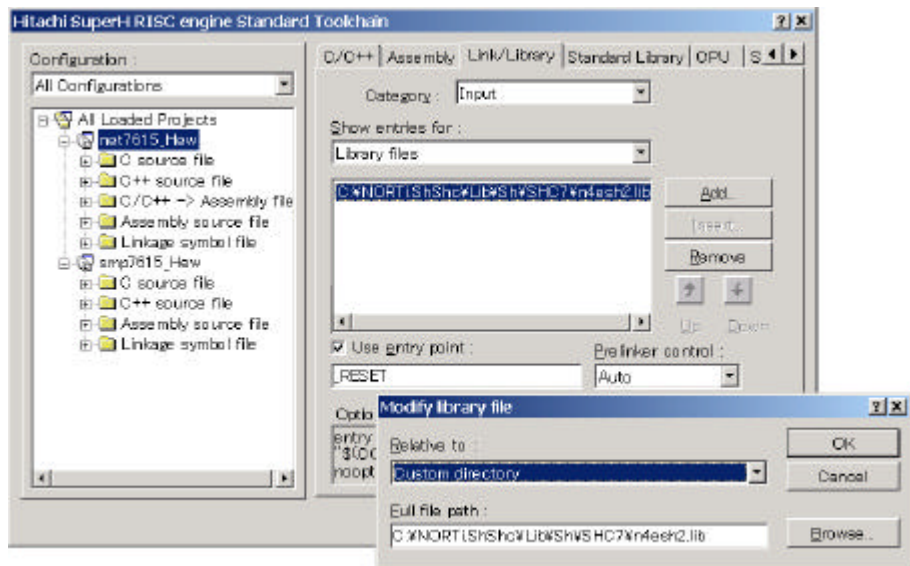 Hitachi SuperH RISC engine Standard Toolchain
Configuration :
All Configurations
All Loaded Projects
net7615_Hew
C source file
C++ source file
C/C++ -> Assembly file
Assembly source file
Linkage symbol file
smp7615_Hew
C source file
C++ source file
Assembly source file
Linkage symbol file
C/C++ Assembly Link/Library Standard Library CPU S
Category : Input
Show entries for :
Library files
C:¥NORTiShShc¥Lib¥Sh¥SHC7¥n4esh2.lib
Add...
Insert...
Remove
Up Down
Use entry point :
Prelinker control :
_RESET
Auto
Optio
entry
"$(CO
noopt
Modify library file
Relative to :
Custom directory
Full file path :
C:¥NORTiShShc¥Lib¥Sh¥SHC7¥n4esh2.lib
OK
Cancel
Browse...